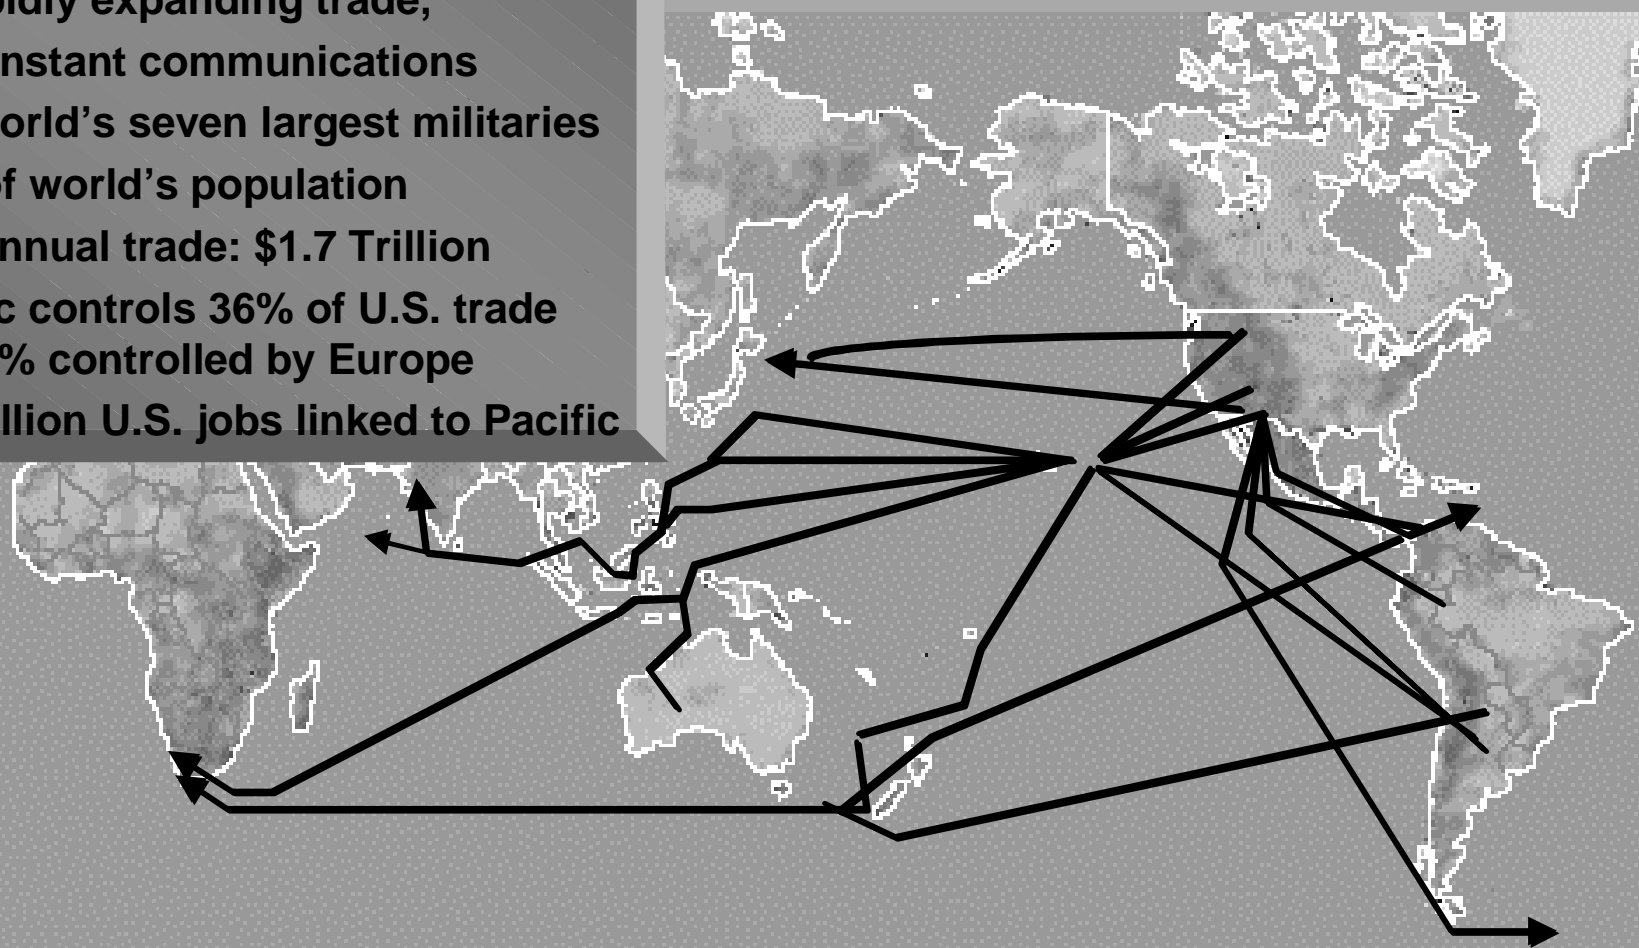 idly expanding trade,
nstant communications
orld’s seven largest militaries
of world’s population
nnual trade: $1.7 Trillion
c controls 36% of U.S. trade
% controlled by Europe
llion U.S. jobs linked to Pacific